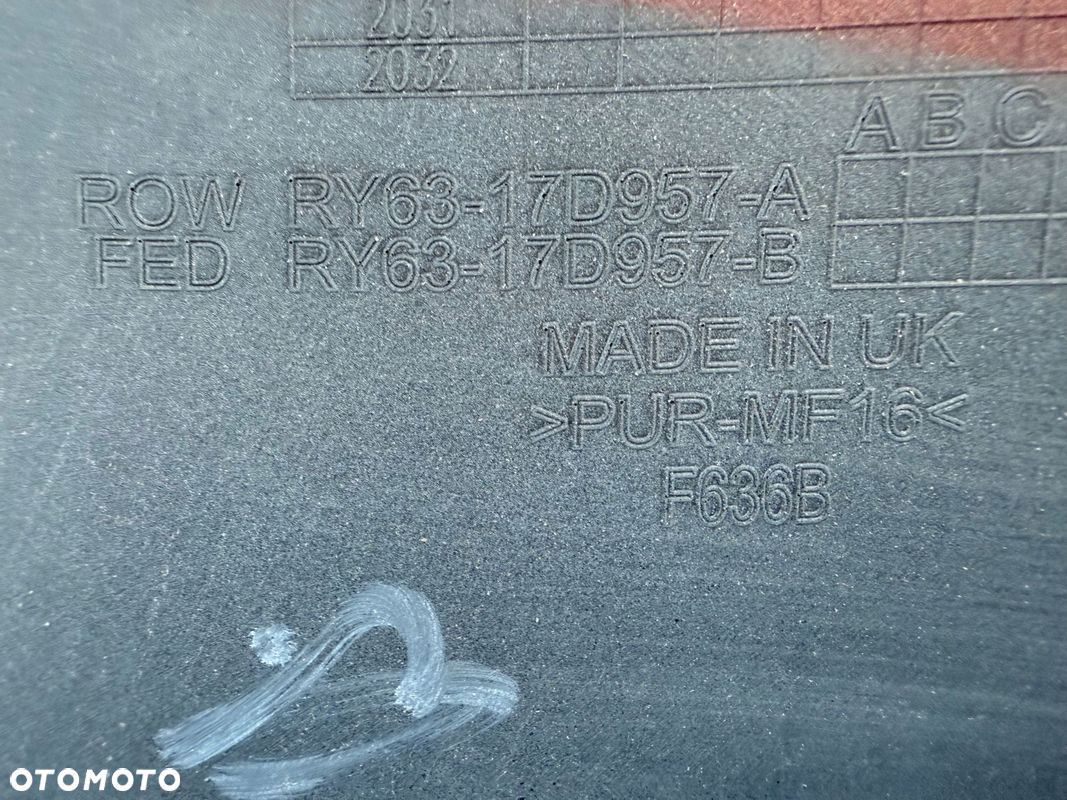 2031
2032
A B C
ROW RY63-17D957-A
FED RY63-17D957-B
MADE IN UK
>PUR-MF16<
F636B
OTOMOTO